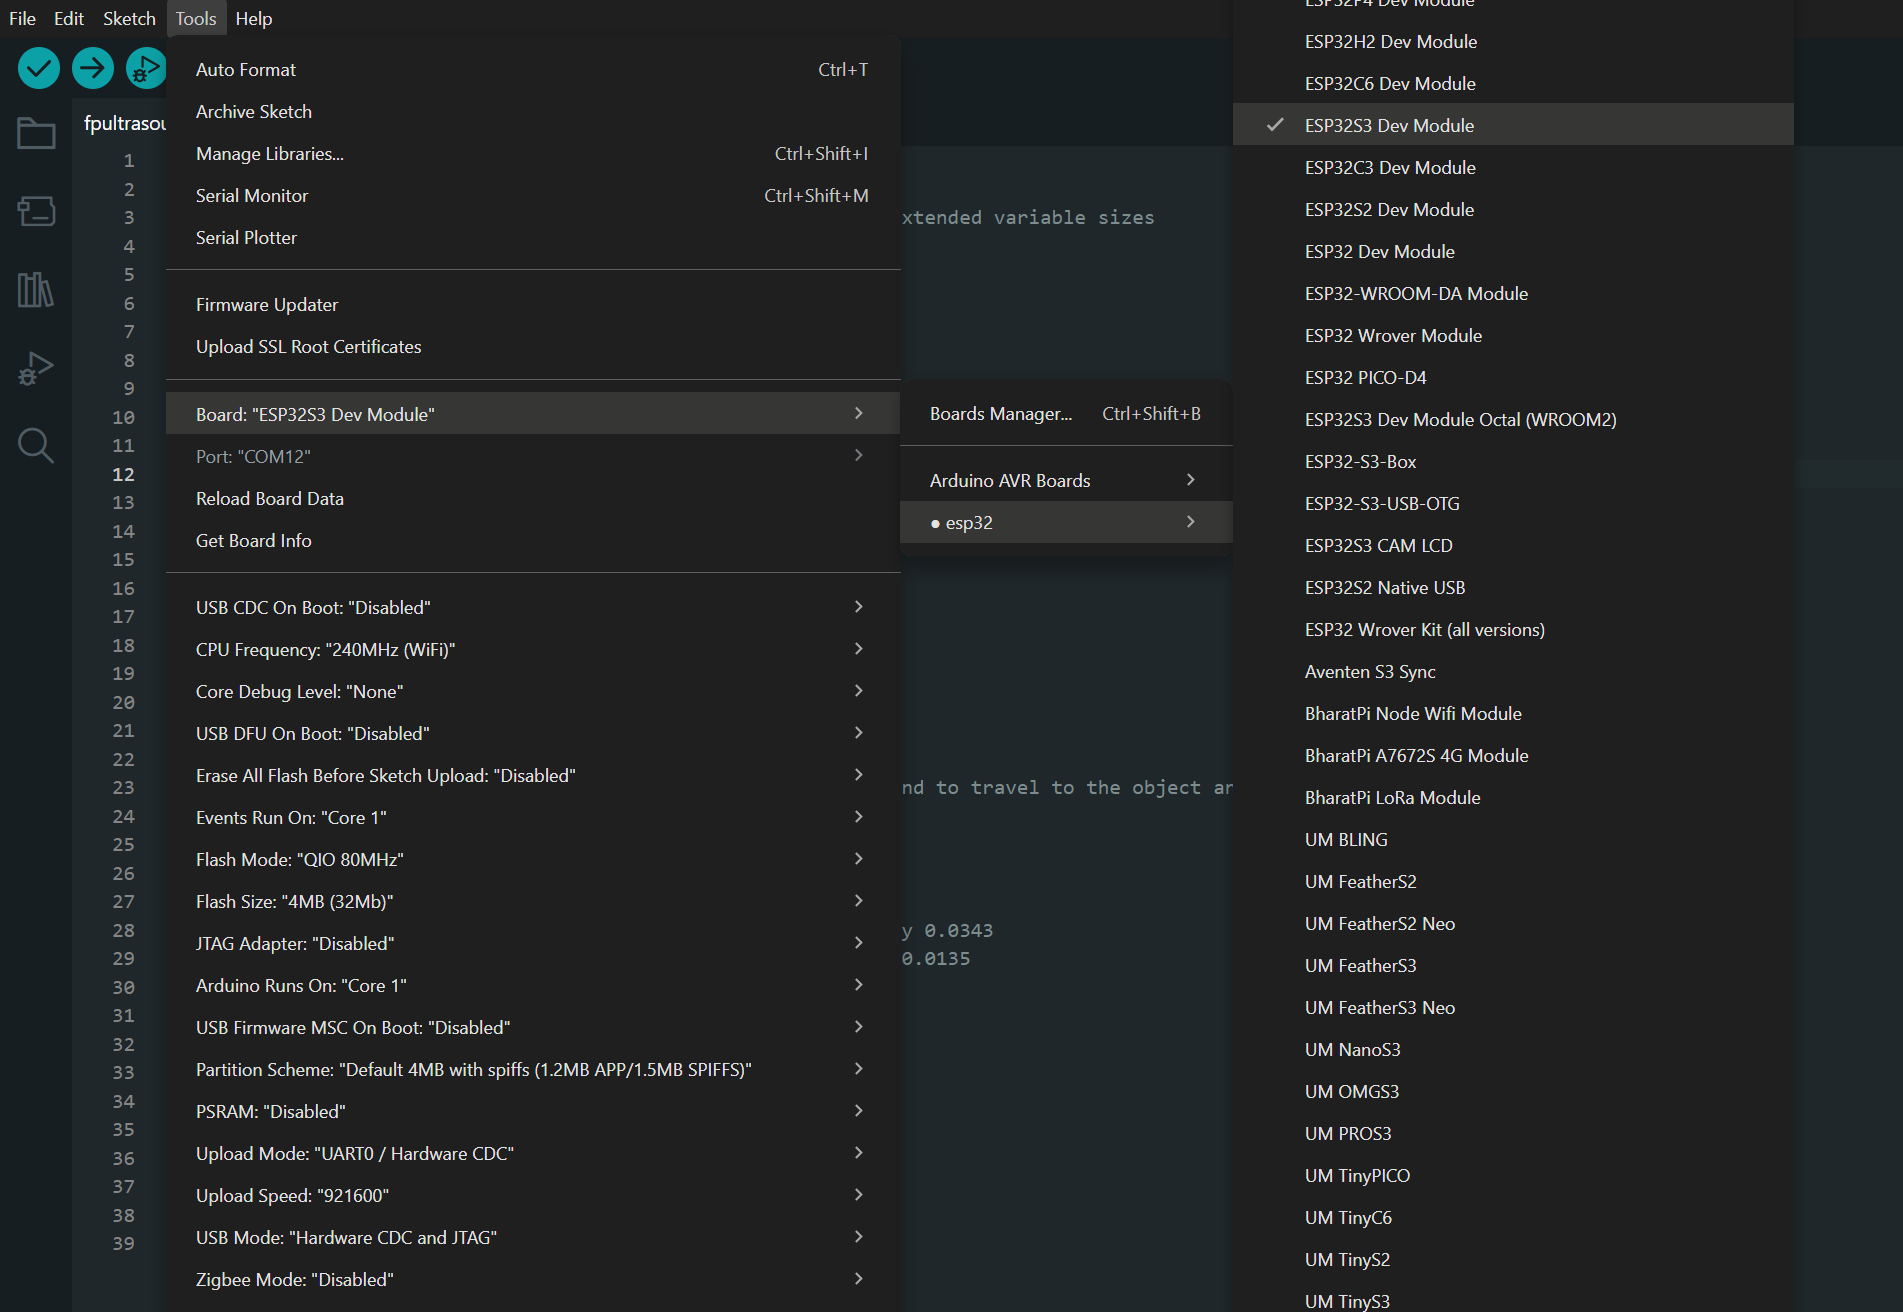 File Edit Sketch Tools Help
fpultrasou
1
2
3
4
5
6
7
8
9
10
11
12
13
14
15
16
17
18
19
20
21
22
23
24
25
26
27
28
29
30
31
32
33
34
35
36
37
38
39
Auto Format Ctrl+T
Archive Sketch
Manage Libraries... Ctrl+Shift+I
Serial Monitor Ctrl+Shift+M
Serial Plotter
Firmware Updater
Upload SSL Root Certificates
Board: "ESP32S3 Dev Module"
Port: "COM12"
Reload Board Data
Get Board Info
USB CDC On Boot: "Disabled"
CPU Frequency: "240MHz (WiFi)"
Core Debug Level: "None"
USB DFU On Boot: "Disabled"
Erase All Flash Before Sketch Upload: "Disabled"
Events Run On: "Core 1"
Flash Mode: "QIO 80MHz"
Flash Size: "4MB (32Mb)"
JTAG Adapter: "Disabled"
Arduino Runs On: "Core 1"
USB Firmware MSC On Boot: "Disabled"
Partition Scheme: "Default 4MB with spiffs (1.2MB APP/1.5MB SPIFFS)"
PSRAM: "Disabled"
Upload Mode: "UART0 / Hardware CDC"
Upload Speed: "921600"
USB Mode: "Hardware CDC and JTAG"
Zigbee Mode: "Disabled"
xtended variable sizes
Boards Manager... Ctrl+Shift+B
Arduino AVR Boards
● esp32
nd to travel to the object an
y 0.0343
0.0135
ESP32P4 Dev Module
ESP32H2 Dev Module
ESP32C6 Dev Module
ESP32S3 Dev Module
ESP32C3 Dev Module
ESP32S2 Dev Module
ESP32 Dev Module
ESP32-WROOM-DA Module
ESP32 Wrover Module
ESP32 PICO-D4
ESP32S3 Dev Module Octal (WROOM2)
ESP32-S3-Box
ESP32-S3-USB-OTG
ESP32S3 CAM LCD
ESP32S2 Native USB
ESP32 Wrover Kit (all versions)
Aventen S3 Sync
BharatPi Node Wifi Module
BharatPi A7672S 4G Module
BharatPi LoRa Module
UM BLING
UM FeatherS2
UM FeatherS2 Neo
UM FeatherS3
UM FeatherS3 Neo
UM NanoS3
UM OMGS3
UM PROS3
UM TinyPICO
UM TinyC6
UM TinyS2
UM TinyS3